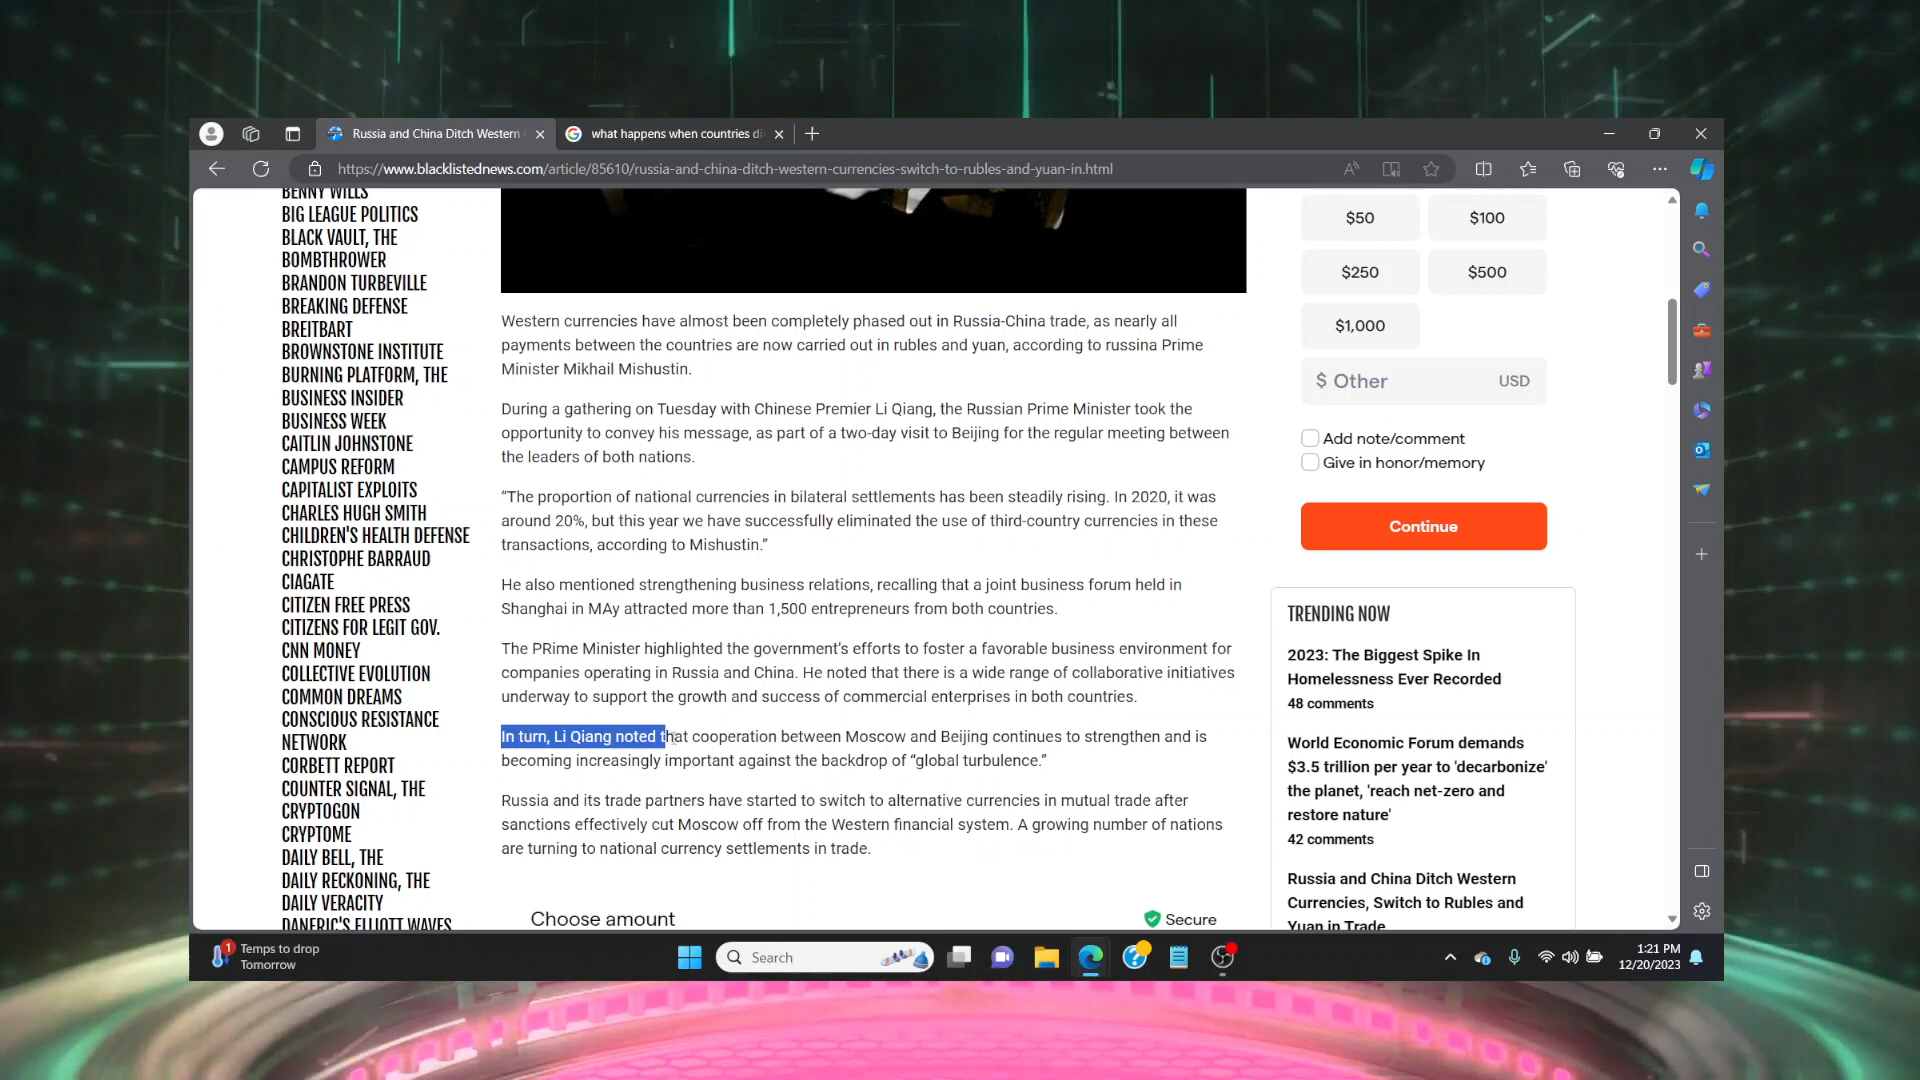 Russia and China Ditch Western
what happens when countries di
https://www.blacklistednews.com/article/85610/russia-and-china-ditch-western-currencies-switch-to-rubles-and-yuan-in.html
BENNY WILLS
BIG LEAGUE POLITICS
BLACK VAULT, THE
BOMBTHROWER
BRANDON TURBEVILLE
BREAKING DEFENSE
BREITBART
BROWNSTONE INSTITUTE
BURNING PLATFORM, THE
BUSINESS INSIDER
BUSINESS WEEK
CAITLIN JOHNSTONE
CAMPUS REFORM
CAPITALIST EXPLOITS
CHARLES HUGH SMITH
CHILDREN'S HEALTH DEFENSE
CHRISTOPHE BARRAUD
CIAGATE
CITIZEN FREE PRESS
CITIZENS FOR LEGIT GOV.
CNN MONEY
COLLECTIVE EVOLUTION
COMMON DREAMS
CONSCIOUS RESISTANCE
NETWORK
CORBETT REPORT
COUNTER SIGNAL, THE
CRYPTOGON
CRYPTOME
DAILY BELL, THE
DAILY RECKONING, THE
DAILY VERACITY
DANERIC'S ELLIOTT WAVES
Western currencies have almost been completely phased out in Russia-China trade, as nearly all
payments between the countries are now carried out in rubles and yuan, according to russina Prime
Minister Mikhail Mishustin.
During a gathering on Tuesday with Chinese Premier Li Qiang, the Russian Prime Minister took the
opportunity to convey his message, as part of a two-day visit to Beijing for the regular meeting between
the leaders of both nations.
“The proportion of national currencies in bilateral settlements has been steadily rising. In 2020, it was
around 20%, but this year we have successfully eliminated the use of third-country currencies in these
transactions, according to Mishustin.”
He also mentioned strengthening business relations, recalling that a joint business forum held in
Shanghai in MAy attracted more than 1,500 entrepreneurs from both countries.
The PRime Minister highlighted the government’s efforts to foster a favorable business environment for
companies operating in Russia and China. He noted that there is a wide range of collaborative initiatives
underway to support the growth and success of commercial enterprises in both countries.
In turn, Li Qiang noted that cooperation between Moscow and Beijing continues to strengthen and is
becoming increasingly important against the backdrop of “global turbulence.”
Russia and its trade partners have started to switch to alternative currencies in mutual trade after
sanctions effectively cut Moscow off from the Western financial system. A growing number of nations
are turning to national currency settlements in trade.
Choose amount
Secure
$50
$100
$250
$500
$1,000
$ Other
USD
Add note/comment
Give in honor/memory
Continue
TRENDING NOW
2023: The Biggest Spike In
Homelessness Ever Recorded
48 comments
World Economic Forum demands
$3.5 trillion per year to 'decarbonize'
the planet, 'reach net-zero and
restore nature'
42 comments
Russia and China Ditch Western
Currencies, Switch to Rubles and
Yuan in Trade
1
Temps to drop
Tomorrow
Search
1:21 PM
12/20/2023